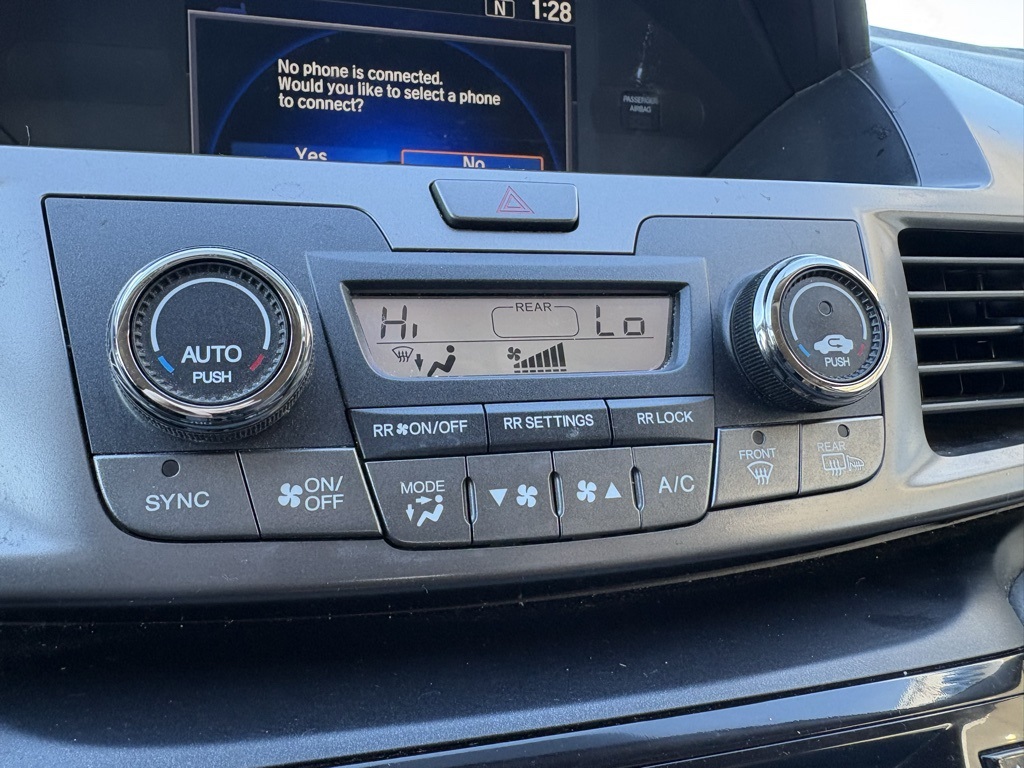 N 1:28
No phone is connected.
Would you like to select a phone
to connect?
Yes
No
PASSENGER
AIRBAG
Hi
REAR
Lo
AUTO
PUSH
PUSH
RR ON/OFF
RR SETTINGS
RR LOCK
SYNC
ON/
OFF
MODE
A/C
FRONT
REAR